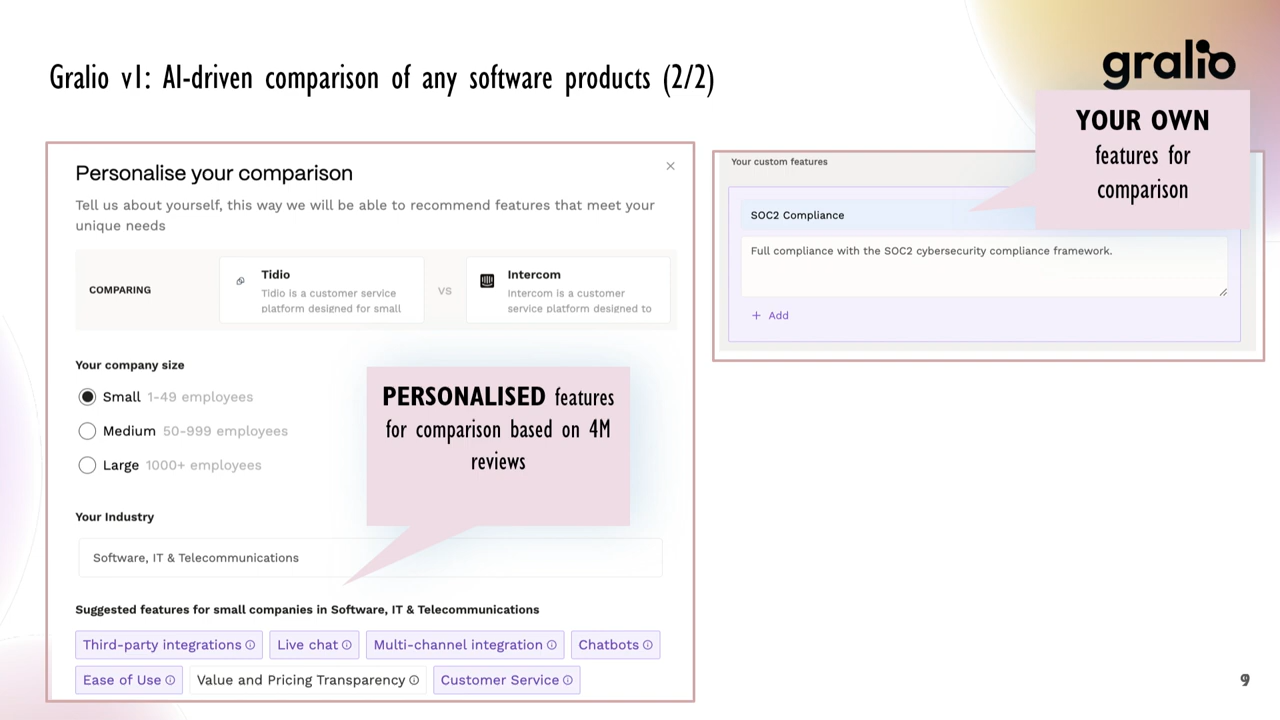 Gralio v1: AI-driven comparison of any software products (2/2)
gralio
Personalise your comparison
Tell us about yourself, this way we will be able to recommend features that meet your
unique needs
COMPARING
Tidio
Tidio is a customer service
platform designed for small
VS
Intercom
Intercom is a customer
service platform designed to
Your company size
Small 1-49 employees
Medium 50-999 employees
Large 1000+ employees
PERSONALISED features
for comparison based on 4M
reviews
Your Industry
Software, IT & Telecommunications
Suggested features for small companies in Software, IT & Telecommunications
Third-party integrations
Live chat
Multi-channel integration
Chatbots
Ease of Use
Value and Pricing Transparency
Customer Service
YOUR OWN
features for
comparison
Your custom features
SOC2 Compliance
Full compliance with the SOC2 cybersecurity compliance framework.
+ Add